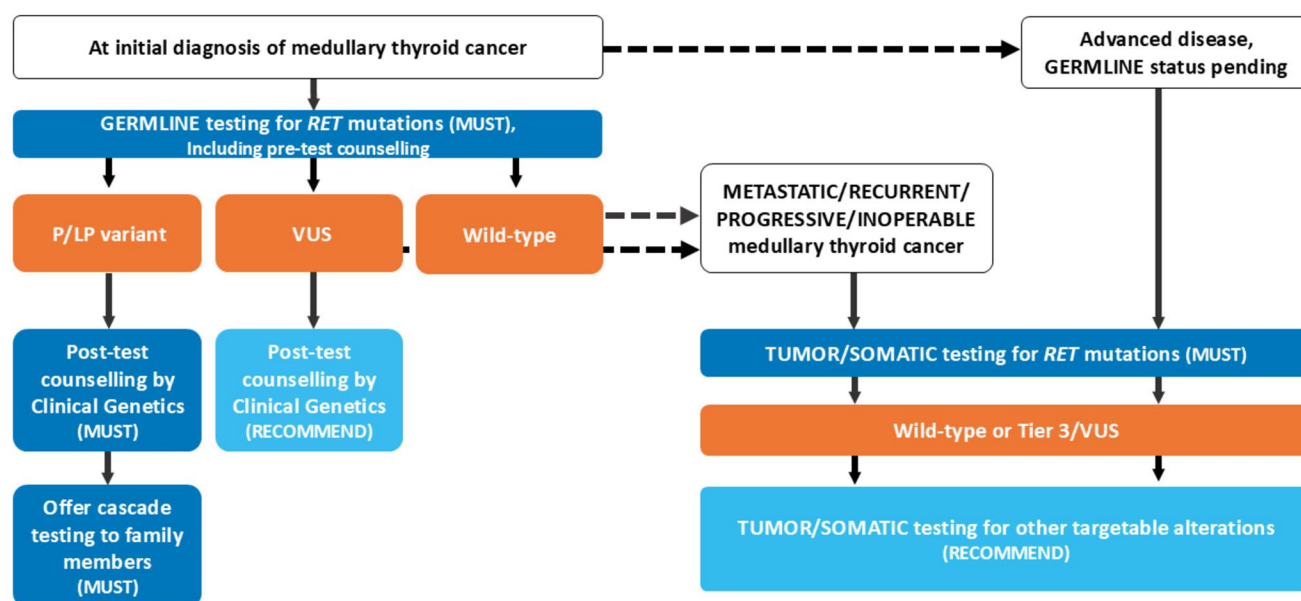 At initial diagnosis of medullary thyroid cancer
Advanced disease,
GERMLINE status pending
GERMLINE testing for RET mutations (MUST),
Including pre-test counselling
P/LP variant
VUS
Wild-type
METASTATIC/RECURRENT/
PROGRESSIVE/INOPERABLE
medullary thyroid cancer
Post-test
counselling by
Clinical Genetics
(MUST)
Post-test
counselling by
Clinical Genetics
(RECOMMEND)
TUMOR/SOMATIC testing for RET mutations (MUST)
Wild-type or Tier 3/VUS
Offer cascade
testing to family
members
(MUST)
TUMOR/SOMATIC testing for other targetable alterations
(RECOMMEND)